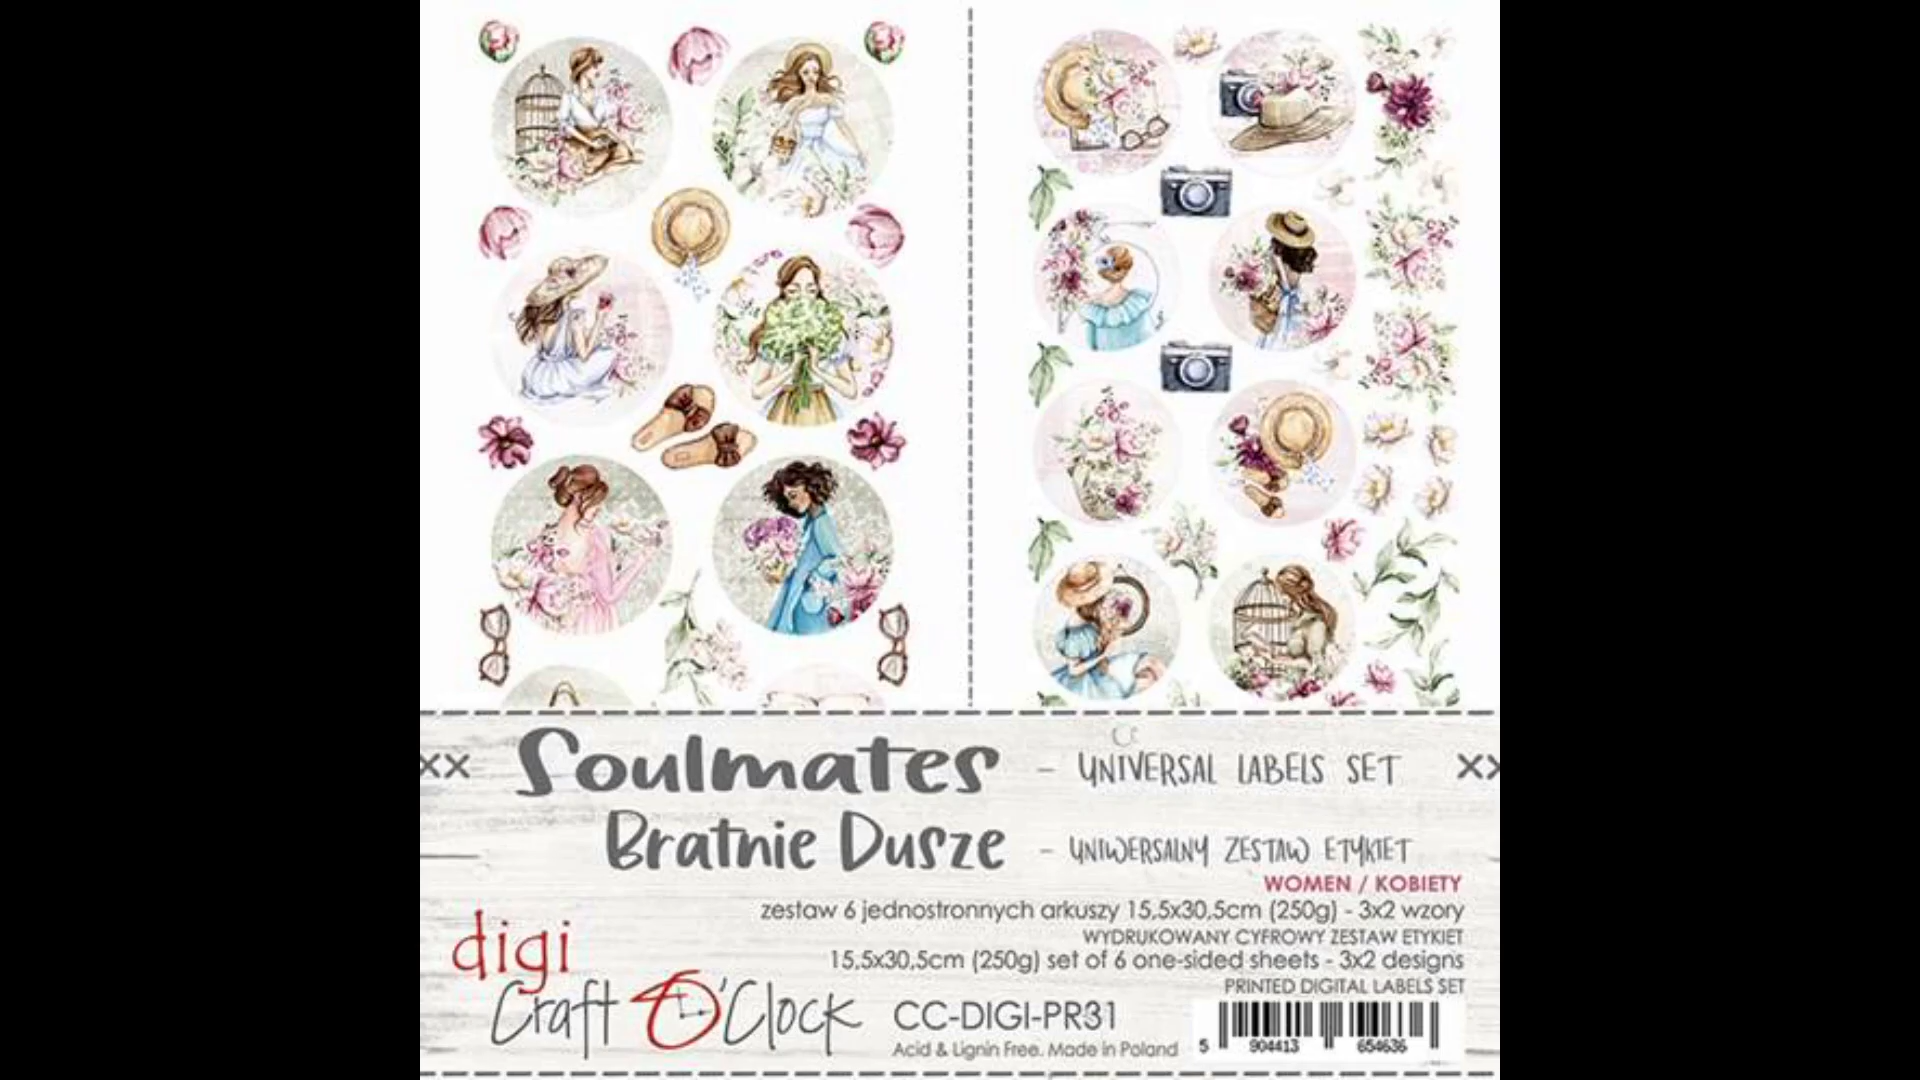 Soulmates - UNIVERSAL LABELS SET
Bratnie Dusze - UNIWERSALNY ZESTAW ETYKIET
WOMEN / KOBIETY
zestaw 6 jednostronnych arkuszy 15,5x30,5cm (250g) - 3x2 wzory
WYDRUKOWANY CYFROWY ZESTAW ETYKIET
15,5x30,5cm (250g) set of 6 one-sided sheets - 3x2 designs
PRINTED DIGITAL LABELS SET
digi
Craft O'Clock
CC-DIGI-PR31
Acid & Lignin Free. Made in Poland
5 904413 654636